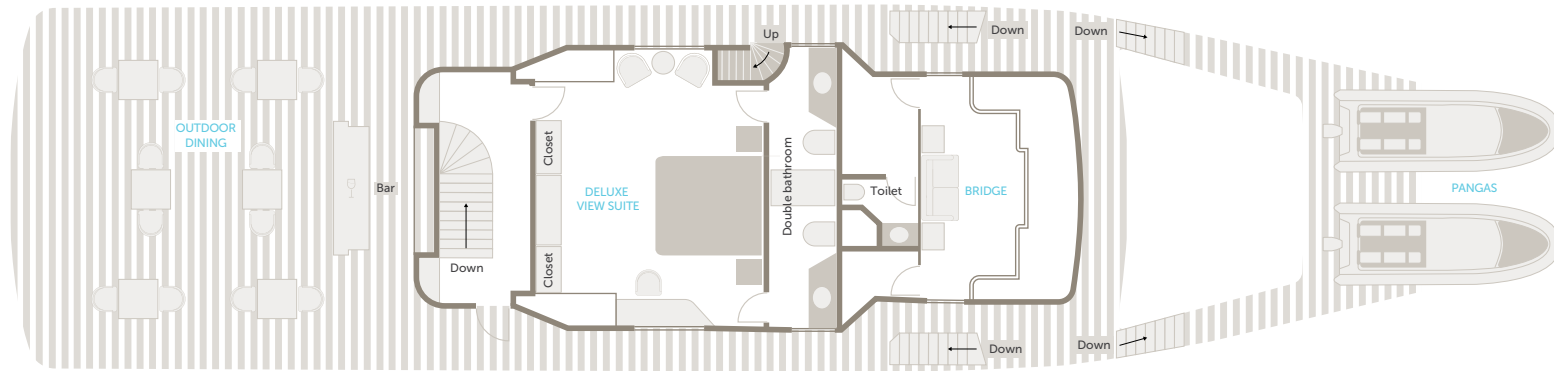 Up
Down
Down
OUTDOOR
DINING
Bar
Closet
DELUXE
VIEW SUITE
Double bathroom
Toilet
BRIDGE
PANGAS
Closet
Down
Down
Down